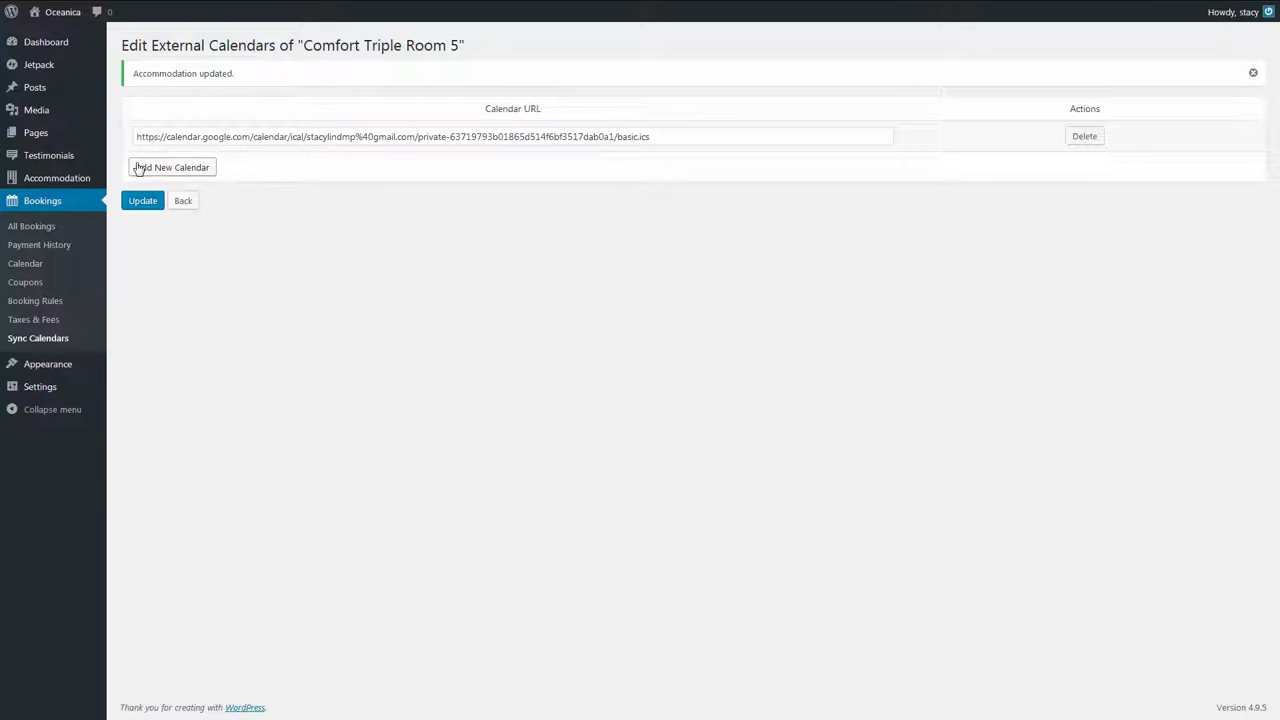 Oceanica
0
Howdy, stacy
Dashboard
Jetpack
Posts
Media
Pages
Testimonials
Accommodation
Bookings
All Bookings
Payment History
Calendar
Coupons
Booking Rules
Taxes & Fees
Sync Calendars
Appearance
Settings
Collapse menu
Edit External Calendars of "Comfort Triple Room 5"
Accommodation updated.
Calendar URL
Actions
https://calendar.google.com/calendar/ical/stacylindmp%40gmail.com/private-63719793b01865d514f6bf3517dab0a1/basic.ics
Delete
New Calendar
Update
Back
Thank you for creating with WordPress.
Version 4.9.5